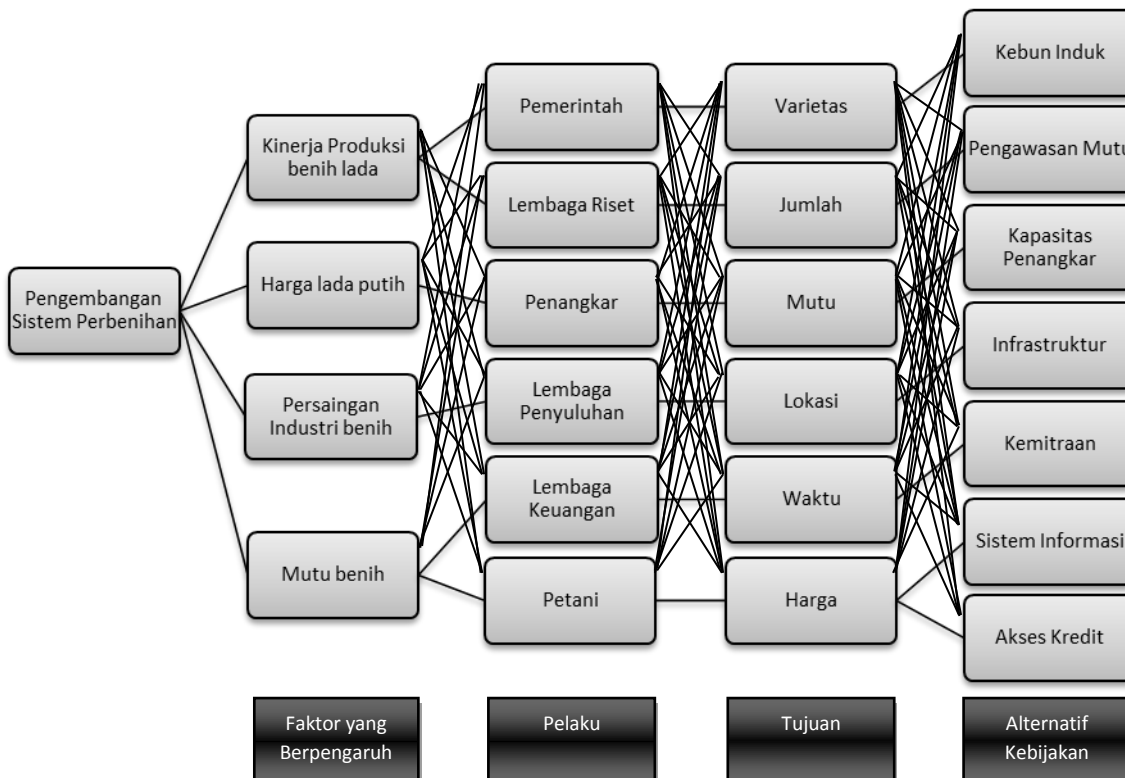 Pengembangan
Sistem Perbenihan
Kinerja Produksi
benih lada
Harga lada putih
Persaingan
Industri benih
Mutu benih
Pemerintah
Lembaga Riset
Penangkar
Lembaga
Penyuluhan
Lembaga
Keuangan
Petani
Varietas
Jumlah
Mutu
Lokasi
Waktu
Harga
Kebun Induk
Pengawasan Mutu
Kapasitas
Penangkar
Infrastruktur
Kemitraan
Sistem Informasi
Akses Kredit
Faktor yang
Berpengaruh
Pelaku
Tujuan
Alternatif
Kebijakan